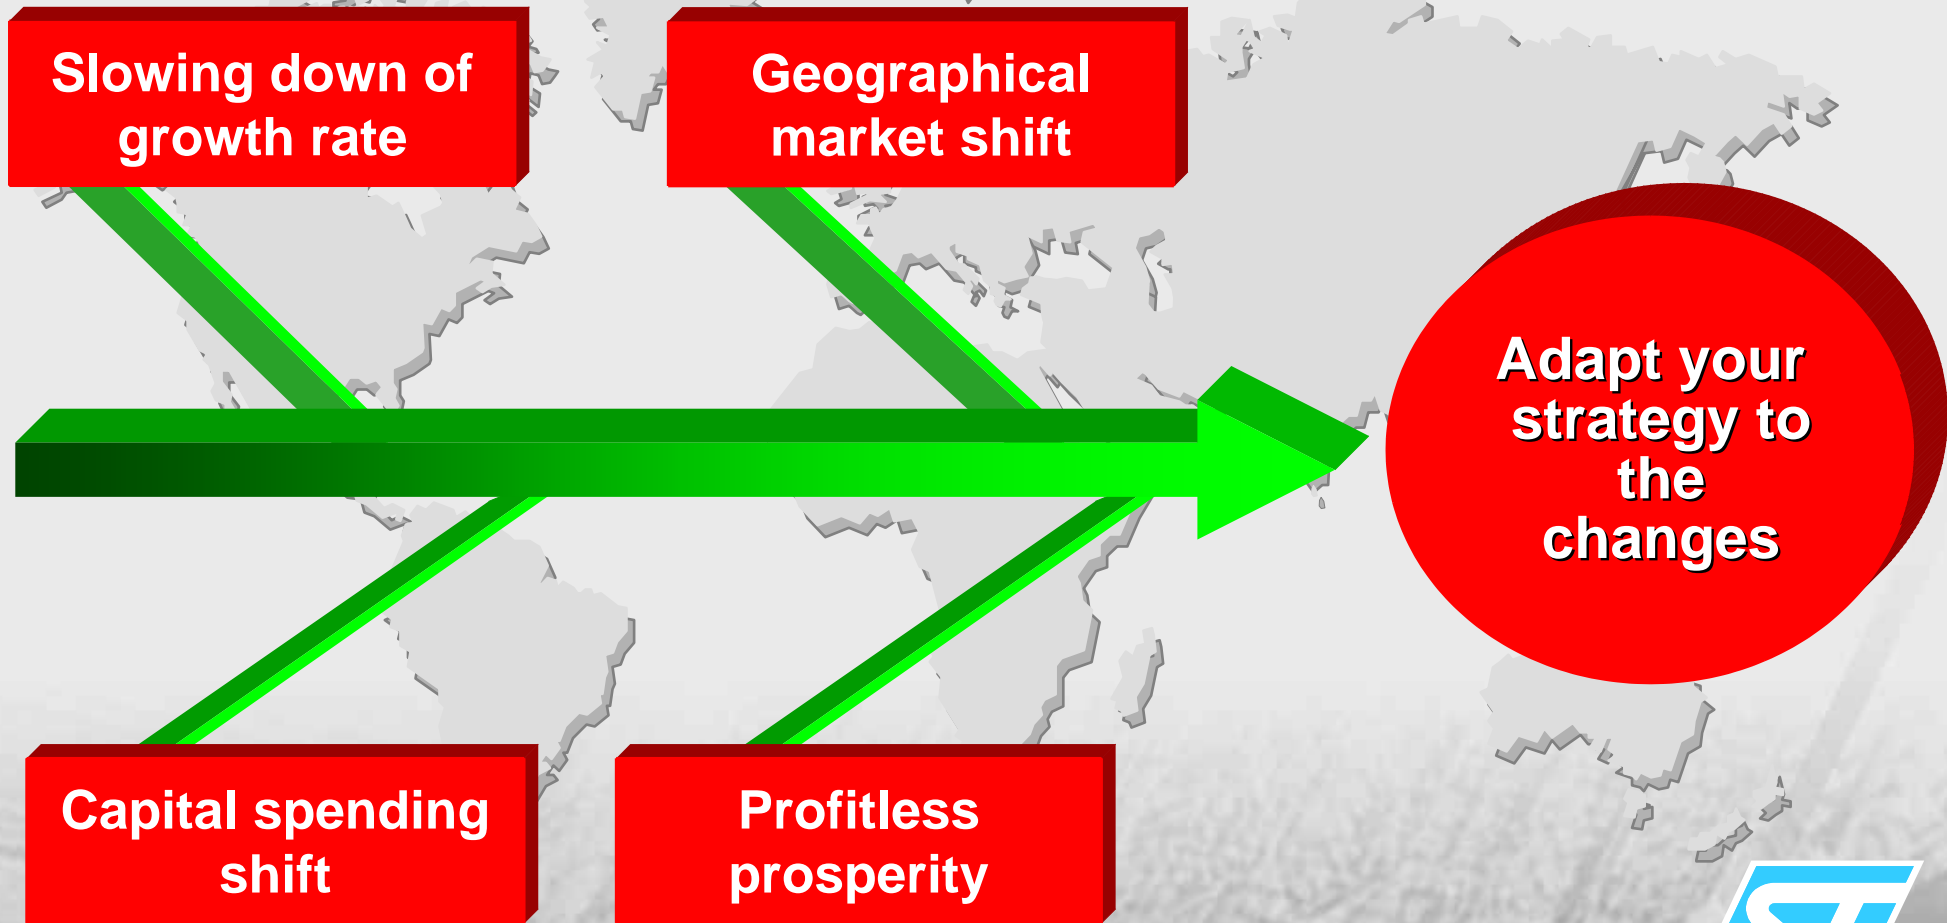 Slowing down of
growth rate
Geographical
market shift
Adapt your
strategy to
the
changes
Capital spending
shift
Profitless
prosperity
ST